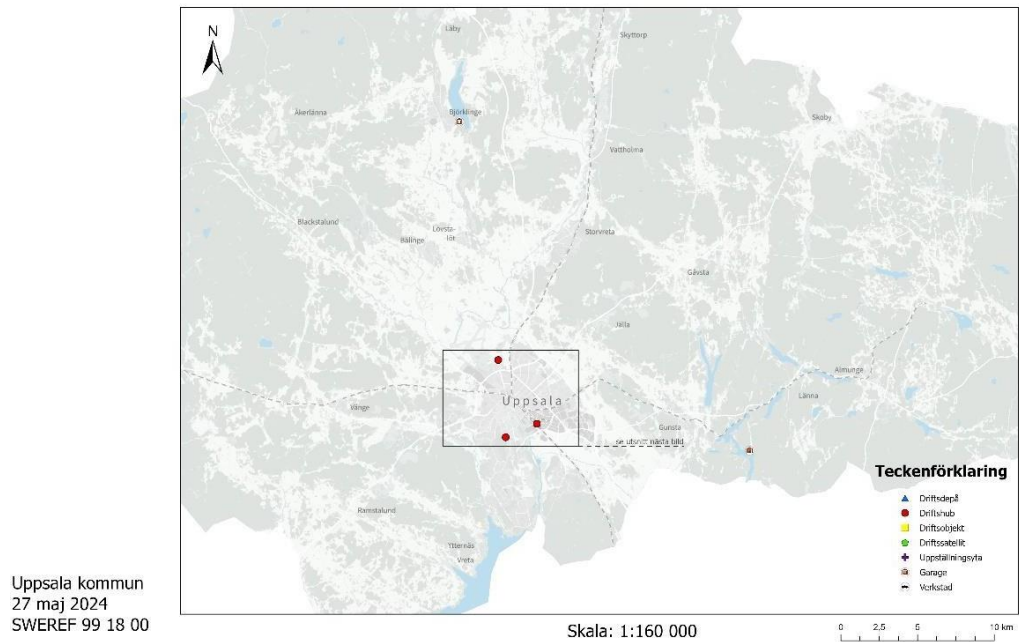 N
Läby
Skyttorp
Björklinge
Åkerlänna
Skoby
Vattholma
Blackstalund
Lövsta-
löt
Bälinge
Storvreta
Gåvsta
Jälla
Almunge
Uppsala
Länna
Vänge
Gunsta
se utsnitt nästa bild
Teckenförklaring
Driftsdepå
Driftshub
Driftsobjekt
Driftssatellit
Uppställningsyta
Garage
Verkstad
Ramstalund
Ytternäs
Vreta
Uppsala kommun
27 maj 2024
SWEREF 99 18 00
Skala: 1:160 000
0 2,5 5 10 km